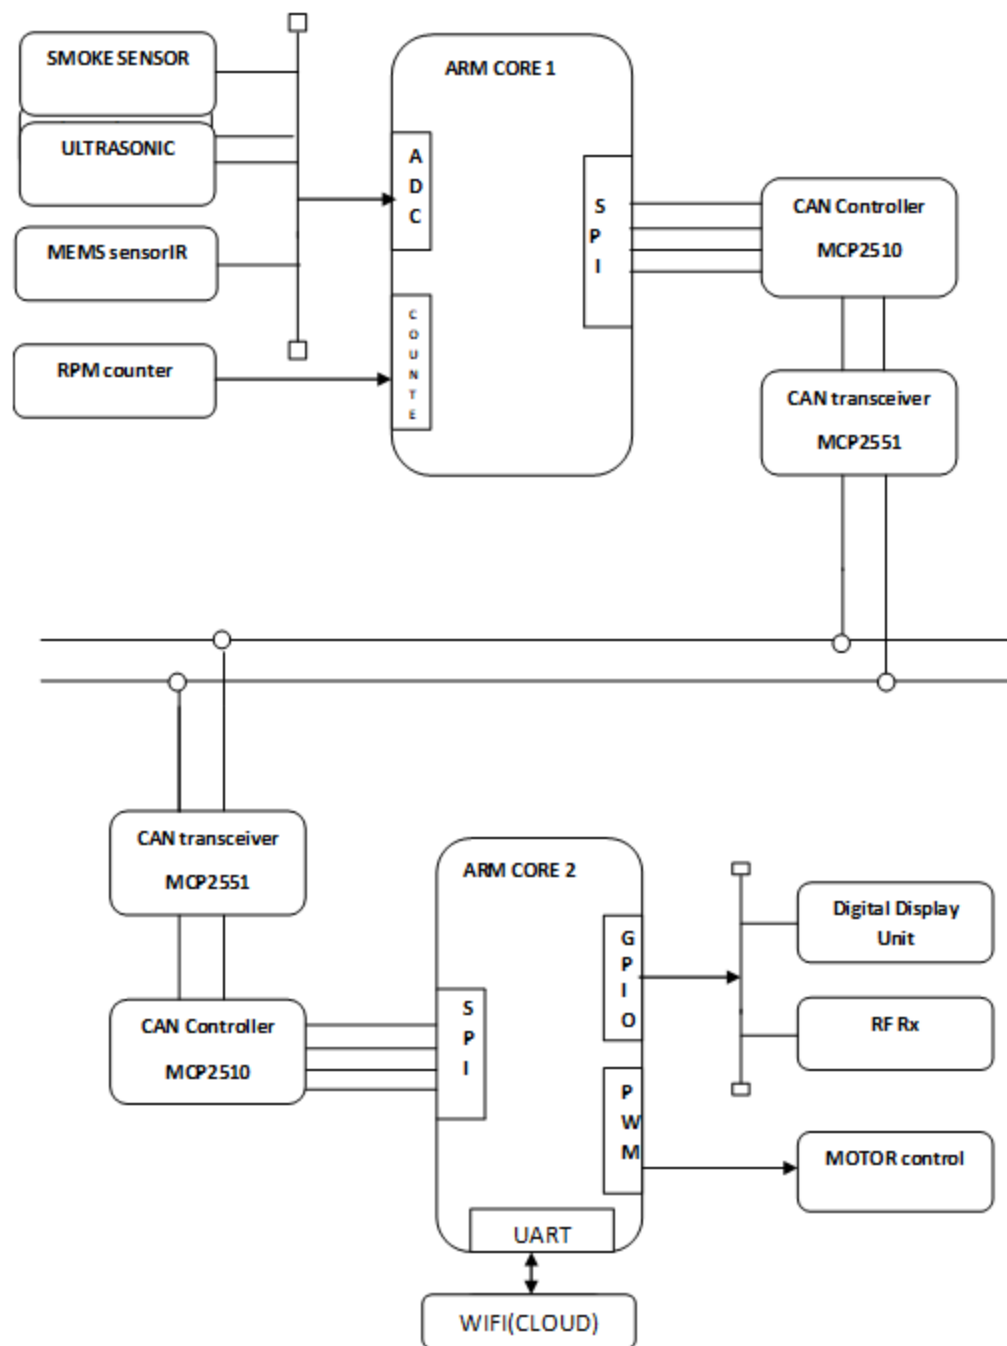 SMOKE SENSOR
ULTRASONIC
MEMS sensorIR
RPM counter
ARM CORE 1
A
D
C
C
O
U
N
T
E
S
P
I
CAN Controller
MCP2510
CAN transceiver
MCP2551
CAN transceiver
MCP2551
CAN Controller
MCP2510
ARM CORE 2
S
P
I
G
P
I
O
P
W
M
UART
WIFI(CLOUD)
Digital Display
Unit
RF Rx
MOTOR control